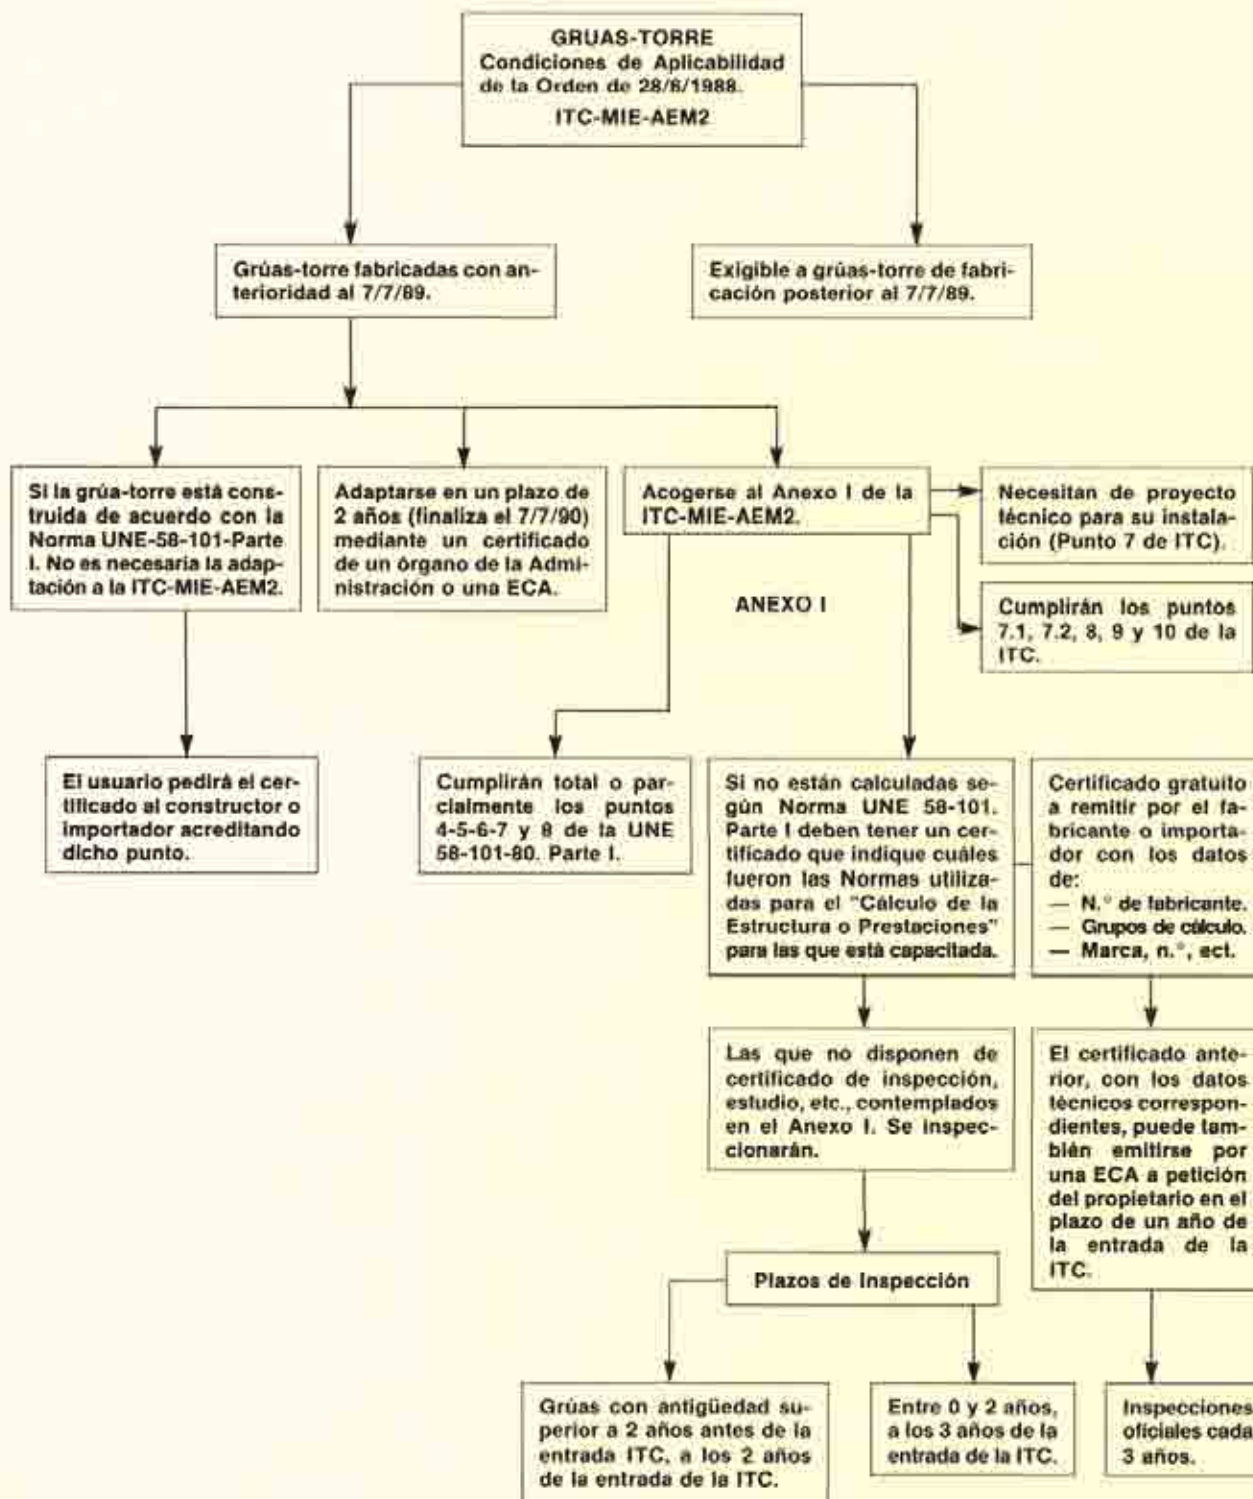 GRUAS-TORRE
Condiciones de Aplicabilidad
de la Orden de 28/6/1988.
ITC-MIE-AEM2
Grúas-torre fabricadas con an-
terioridad al 7/7/89.
Exigible a grúas-torre de fabri-
cación posterior al 7/7/89.
Si la grúa-torre está cons-
truida de acuerdo con la
Norma UNE-58-101-Parte
I. No es necesaria la adap-
tación a la ITC-MIE-AEM2.
Adaptarse en un plazo de
2 años (finaliza el 7/7/90)
mediante un certificado
de un órgano de la Admi-
nistración o una ECA.
Acogerse al Anexo I de la
ITC-MIE-AEM2.
Necesitan de proyecto
técnico para su instala-
ción (Punto 7 de ITC).
Cumplirán los puntos
7.1, 7.2, 8, 9 y 10 de la
ITC.
ANEXO I
El usuario pedirá el cer-
tificado al constructor o
importador acreditando
dicho punto.
Cumplirán total o par-
cialmente los puntos
4-5-6-7 y 8 de la UNE
58-101-80. Parte I.
Si no están calculadas se-
gún Norma UNE 58-101.
Parte I deben tener un cer-
tificado que indique cuáles
fueron las Normas utiliza-
das para el "Cálculo de la
Estructura o Prestaciones"
para las que está capacitada.
Certificado gratuito
a remitir por el fa-
bricante o importa-
dor con los datos
de:
— N.° de fabricante.
— Grupos de cálculo.
— Marca, n.°, ect.
Las que no disponen de
certificado de inspección,
estudio, etc., contemplados
en el Anexo I. Se inspec-
cionarán.
El certificado ante-
rior, con los datos
técnicos correspon-
dientes, puede tam-
bién emitirse por
una ECA a petición
del propietario en el
plazo de un año de
la entrada de la
ITC.
Plazos de Inspección
Grúas con antigüedad su-
perior a 2 años antes de la
entrada ITC, a los 2 años
de la entrada de la ITC.
Entre 0 y 2 años,
a los 3 años de la
entrada de la ITC.
Inspecciones
oficiales cada
3 años.